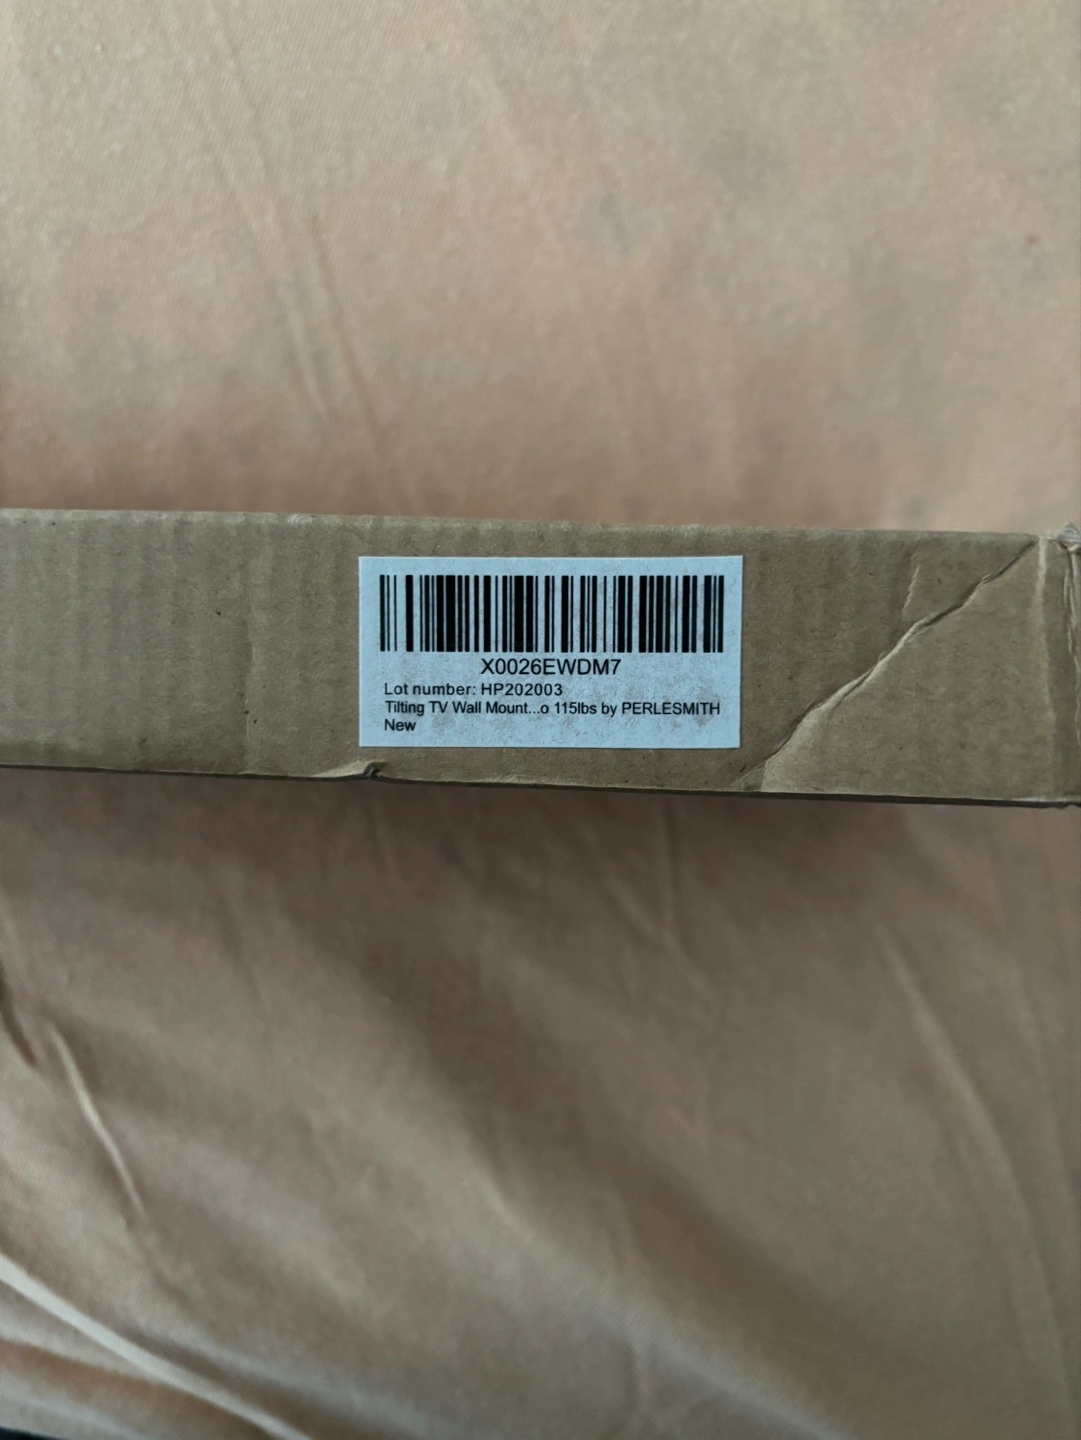 X0026EWDM7
Lot number: HP202003
Tilting TV Wall Mount...o 115lbs by PERLESMITH
New